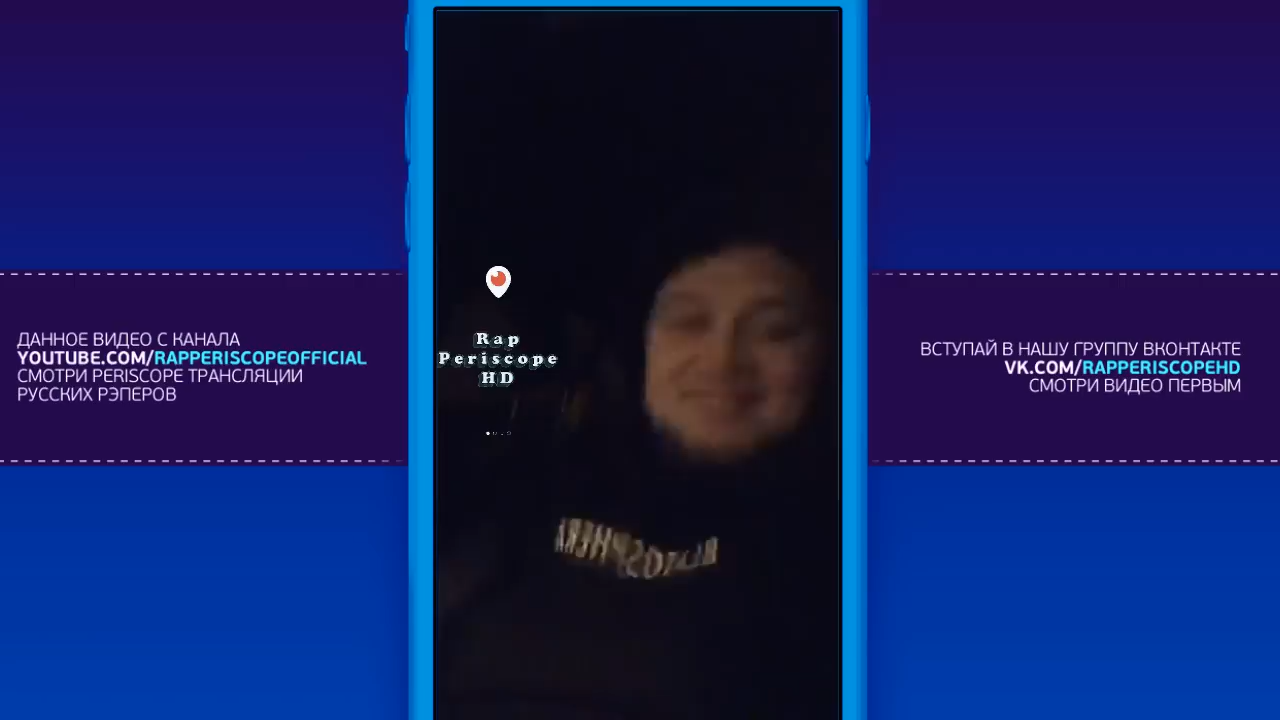 ДАННОЕ ВИДЕО С КАНАЛА
YOUTUBE.COM/RAPPERISCOPEOFFICIAL
СМОТРИ PERISCOPE ТРАНСЛЯЦИИ
РУССКИХ РЭПЕРОВ
Rap
Periscope
HD
ВСТУПАЙ В НАШУ ГРУППУ ВКОНТАКТЕ
VK.COM/RAPPERISCOPEHD
СМОТРИ ВИДЕО ПЕРВЫМ